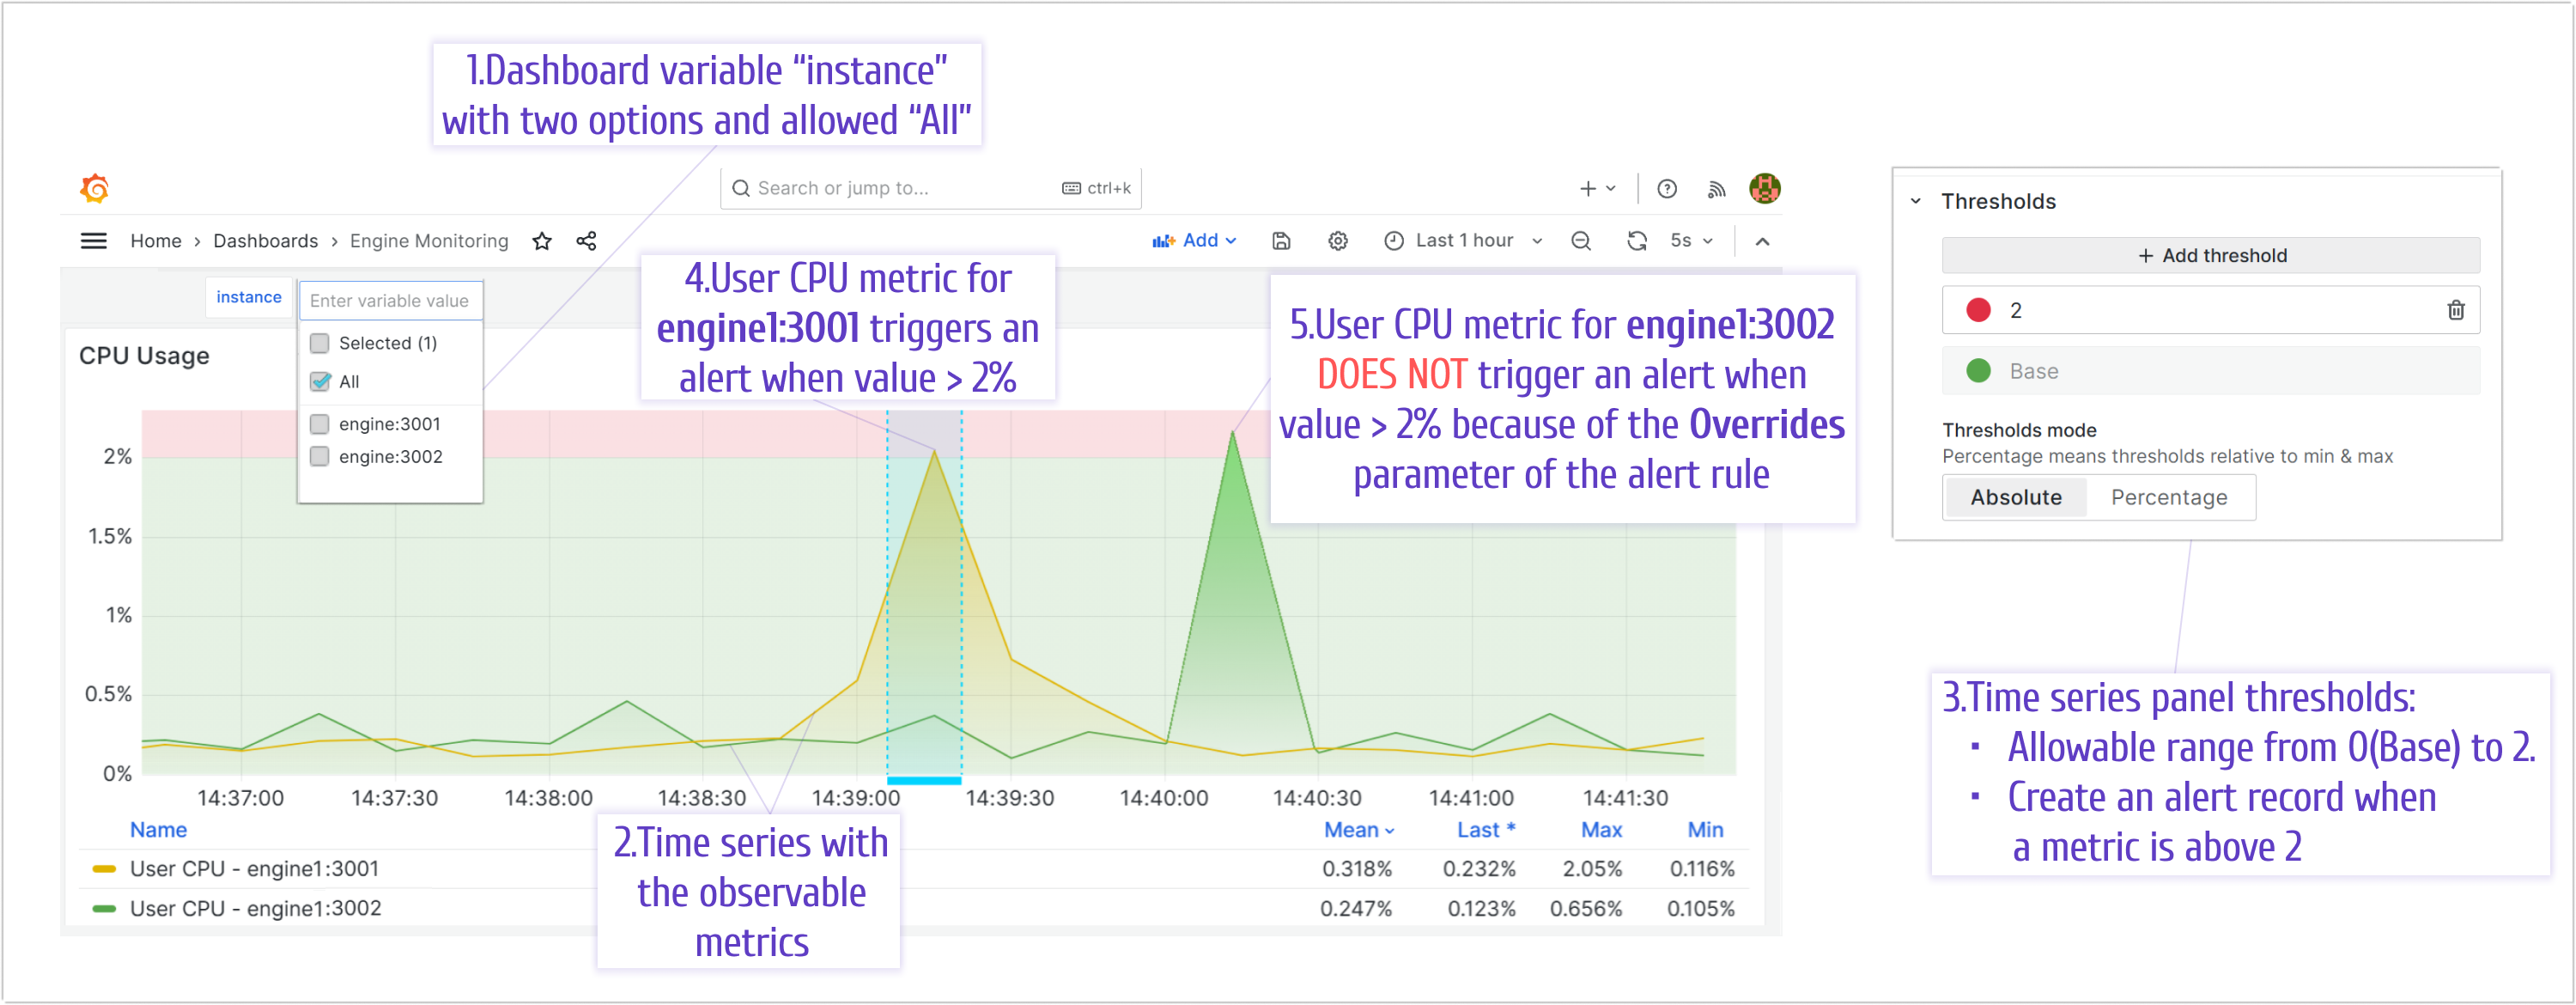 1.Dashboard variable “instance”
with two options and allowed “All”
Search or jump to...
ctrl+k
Home › Dashboards › Engine Monitoring
Add
Last 1 hour
5s
instance
Enter variable value
Selected (1)
All
engine:3001
engine:3002
4.User CPU metric for
engine1:3001 triggers an
alert when value > 2%
5.User CPU metric for engine1:3002
DOES NOT trigger an alert when
value > 2% because of the Overrides
parameter of the alert rule
CPU Usage
2%
1.5%
1%
0.5%
0%
14:37:00 14:37:30 14:38:00 14:38:30 14:39:00 14:39:30 14:40:00 14:40:30 14:41:00 14:41:30
Name Mean Last * Max Min
User CPU - engine1:3001 0.318% 0.232% 2.05% 0.116%
User CPU - engine1:3002 0.247% 0.123% 0.656% 0.105%
2.Time series with
the observable
metrics
Thresholds
+ Add threshold
2
Base
Thresholds mode
Percentage means thresholds relative to min & max
Absolute Percentage
3.Time series panel thresholds:
▪ Allowable range from 0(Base) to 2.
▪ Create an alert record when
a metric is above 2